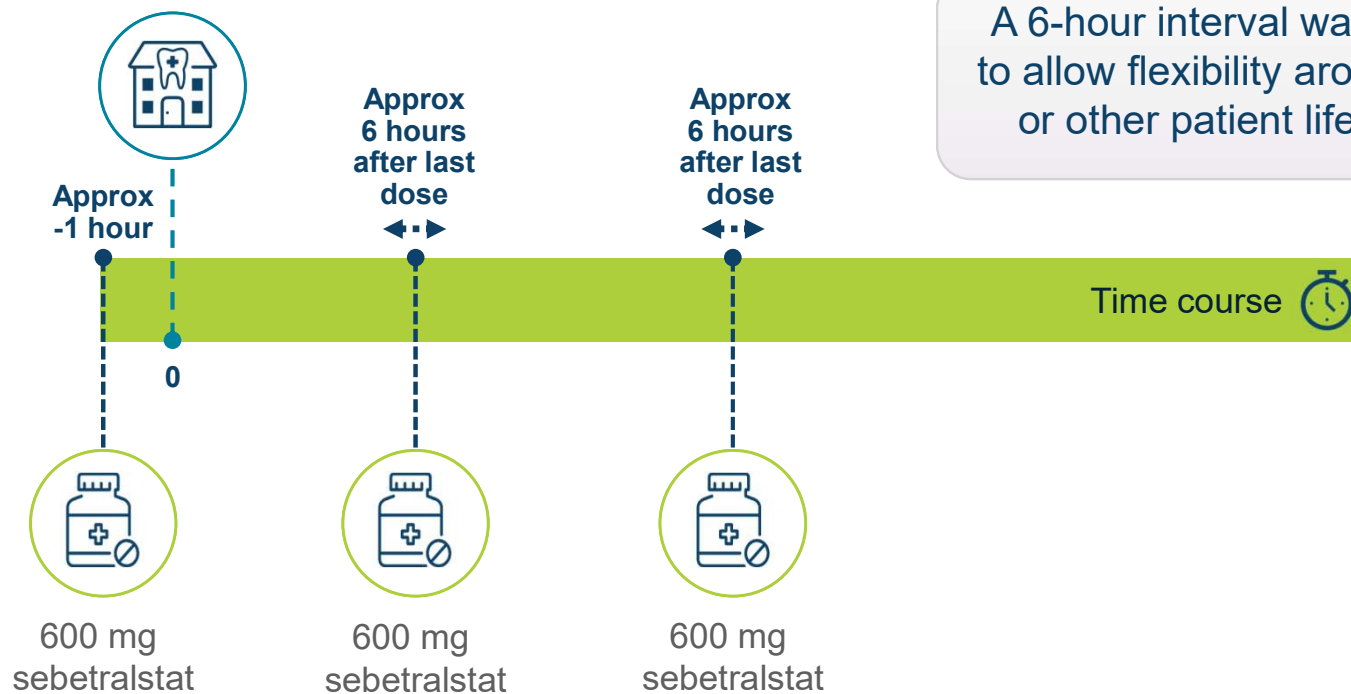 A 6-hour interval wa
to allow flexibility aro
or other patient life
Approx
-1 hour
Approx
6 hours
after last
dose
Approx
6 hours
after last
dose
Time course
0
600 mg
sebetralstat
600 mg
sebetralstat
600 mg
sebetralstat